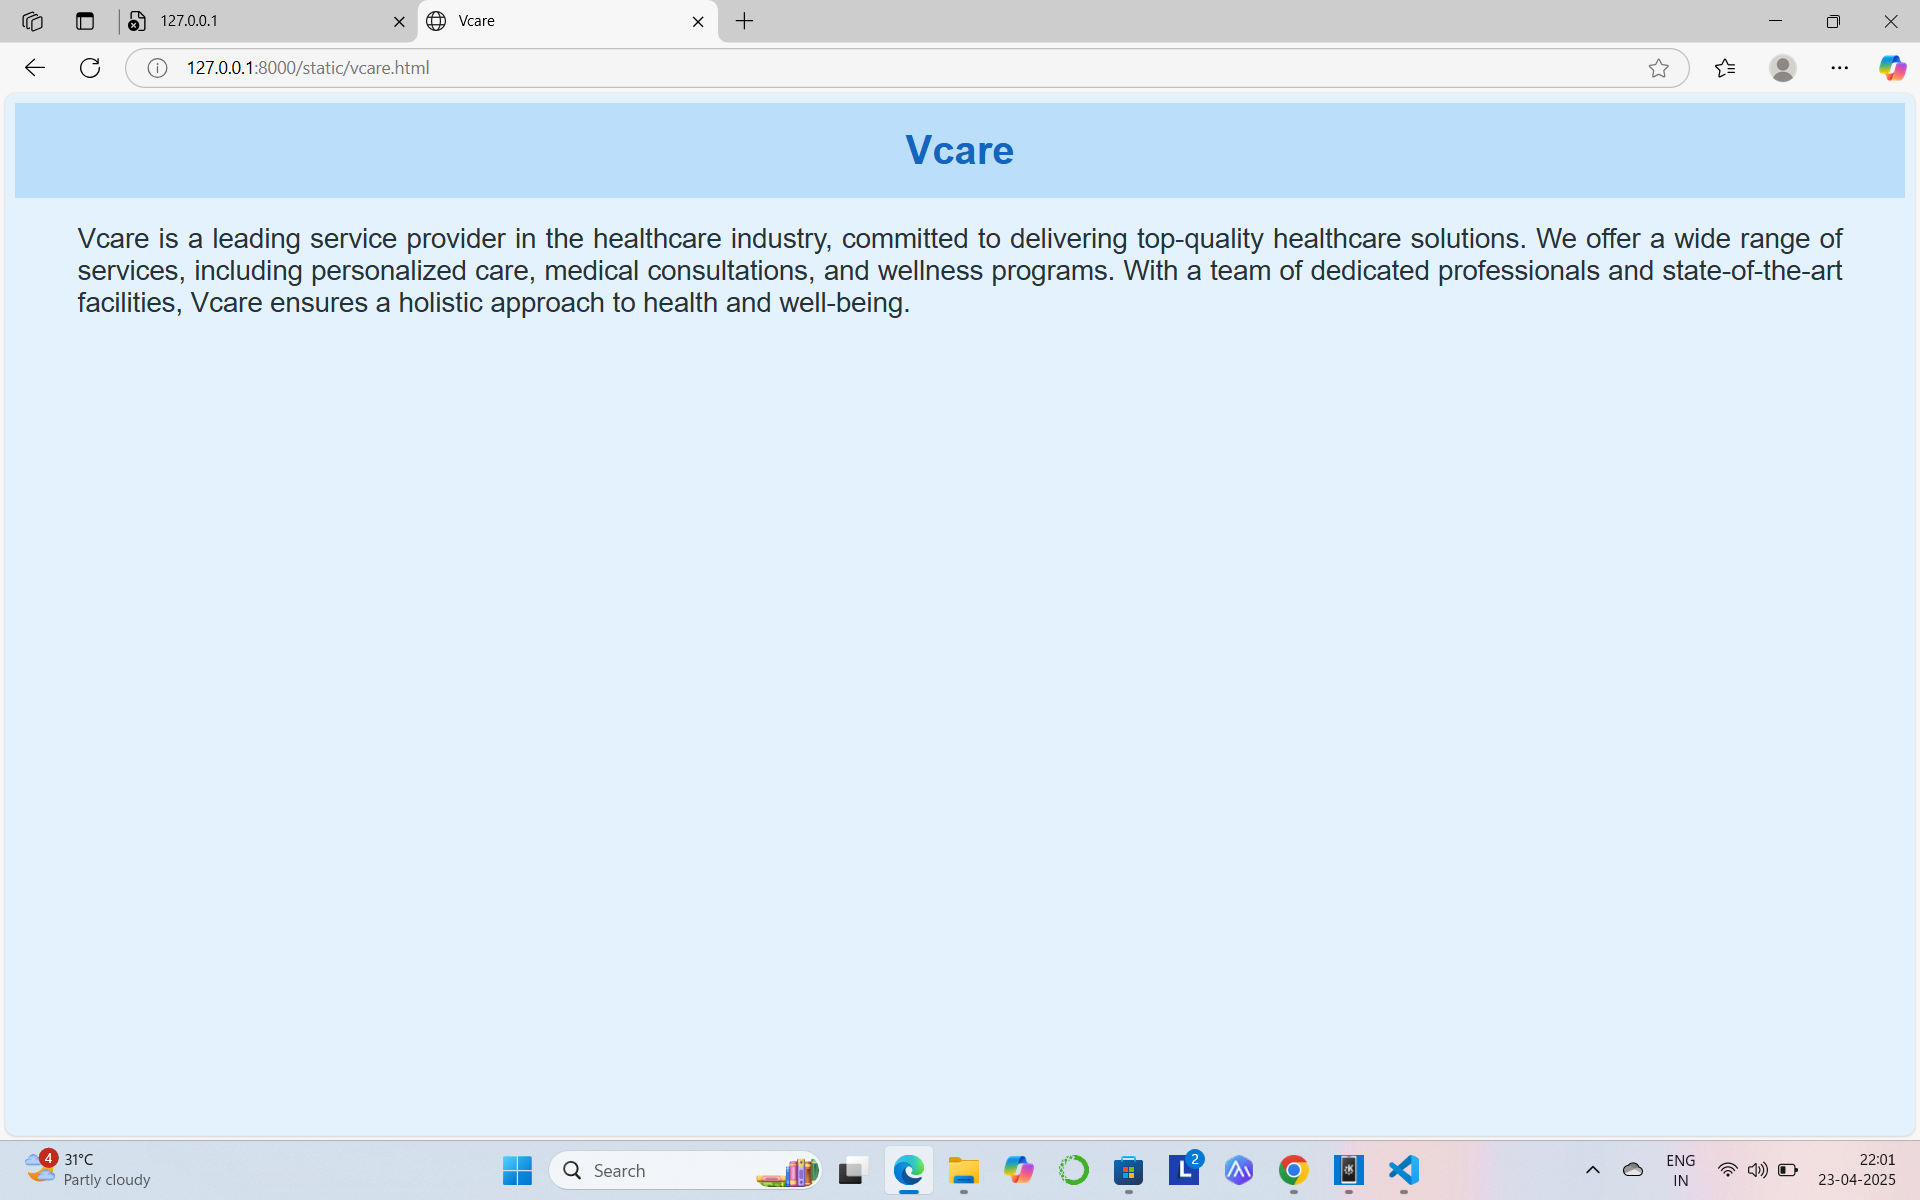 127.0.0.1
Vcare
127.0.0.1:8000/static/vcare.html
Vcare
Vcare is a leading service provider in the healthcare industry, committed to delivering top-quality healthcare solutions. We offer a wide range of
services, including personalized care, medical consultations, and wellness programs. With a team of dedicated professionals and state-of-the-art
facilities, Vcare ensures a holistic approach to health and well-being.
4
31°C
Partly cloudy
Search
L
2
K
ENG
IN
22:01
23-04-2025